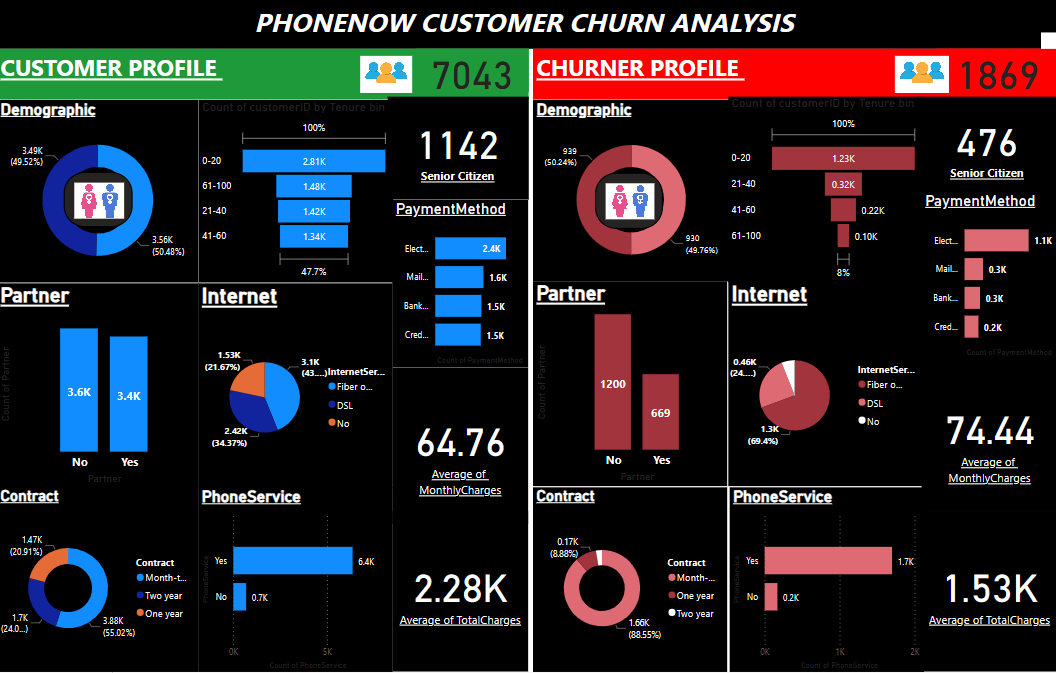 PHONENOW CUSTOMER CHURN ANALYSIS
CUSTOMER PROFILE
7043
Demographic
3.49K
(49.52%)
3.56K
(50.48%)
Count of customerID by Tenure bin
100%
0-20
2.81K
61-100
1.48K
21-40
1.42K
41-60
1.34K
47.7%
1142
Senior Citizen
PaymentMethod
Elect...
2.4K
Mail...
1.6K
Bank...
1.5K
Cred...
1.5K
Count of PaymentMethod
Partner
Count of Partner
3.6K
3.4K
No
Yes
Partner
Internet
1.53K
(21.67%)
3.1K
(43....)
2.42K
(34.37%)
InternetSer...
Fiber o...
DSL
No
64.76
Average of
MonthlyCharges
Contract
1.47K
(20.91%)
1.7K
(24.0...)
3.88K
(55.02%)
Contract
Month-t...
Two year
One year
PhoneService
PhoneService
Yes
6.4K
No
0.7K
0K
5K
Count of PhoneService
2.28K
Average of TotalCharges
CHURNER PROFILE
1869
Demographic
939
(50.24%)
930
(49.76%)
Count of customerID by Tenure bin
100%
0-20
1.23K
21-40
0.32K
41-60
0.22K
61-100
0.10K
8%
476
Senior Citizen
PaymentMethod
Elect...
1.1K
Mail...
0.3K
Bank...
0.3K
Cred...
0.2K
Count of PaymentMethod
Partner
Count of Partner
1200
669
No
Yes
Partner
Internet
0.46K
(24....)
1.3K
(69.4%)
InternetSer...
Fiber o...
DSL
No
74.44
Average of
MonthlyCharges
Contract
0.17K
(8.88%)
1.66K
(88.55%)
Contract
Month-...
One year
Two year
PhoneService
PhoneService
Yes
1.7K
No
0.2K
0K
1K
2K
Count of PhoneService
1.53K
Average of TotalCharges